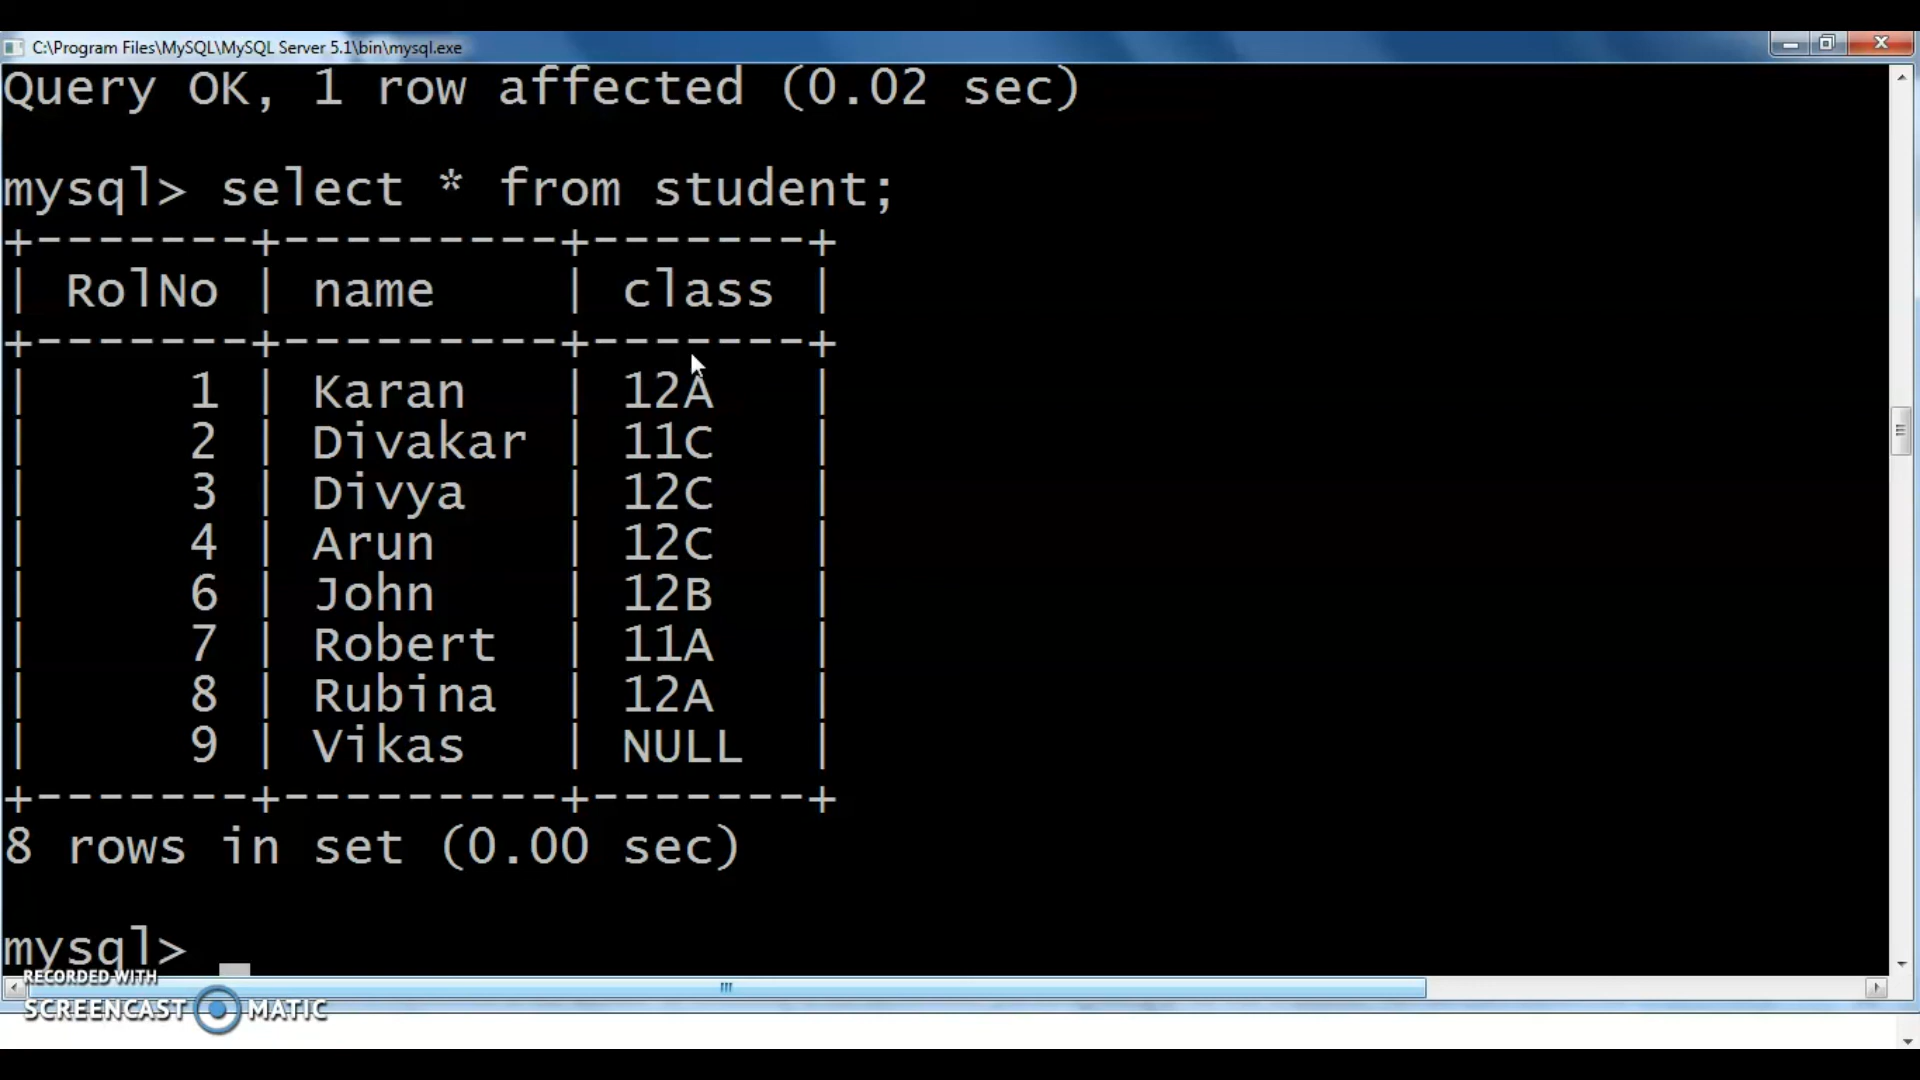 C:\Program Files\MySQL\MySQL Server 5.1\bin\mysql.exe
Query OK, 1 row affected (0.02 sec)
mysql> select * from student;
+-------+---------+-------+
| RolNo | name    | class |
+-------+---------+-------+
|     1 | Karan   | 12A   |
|     2 | Divakar | 11C   |
|     3 | Divya   | 12C   |
|     4 | Arun    | 12C   |
|     6 | John    | 12B   |
|     7 | Robert  | 11A   |
|     8 | Rubina  | 12A   |
|     9 | Vikas   | NULL  |
+-------+---------+-------+
8 rows in set (0.00 sec)
mysql>
RECORDED WITH
SCREENCAST MATIC